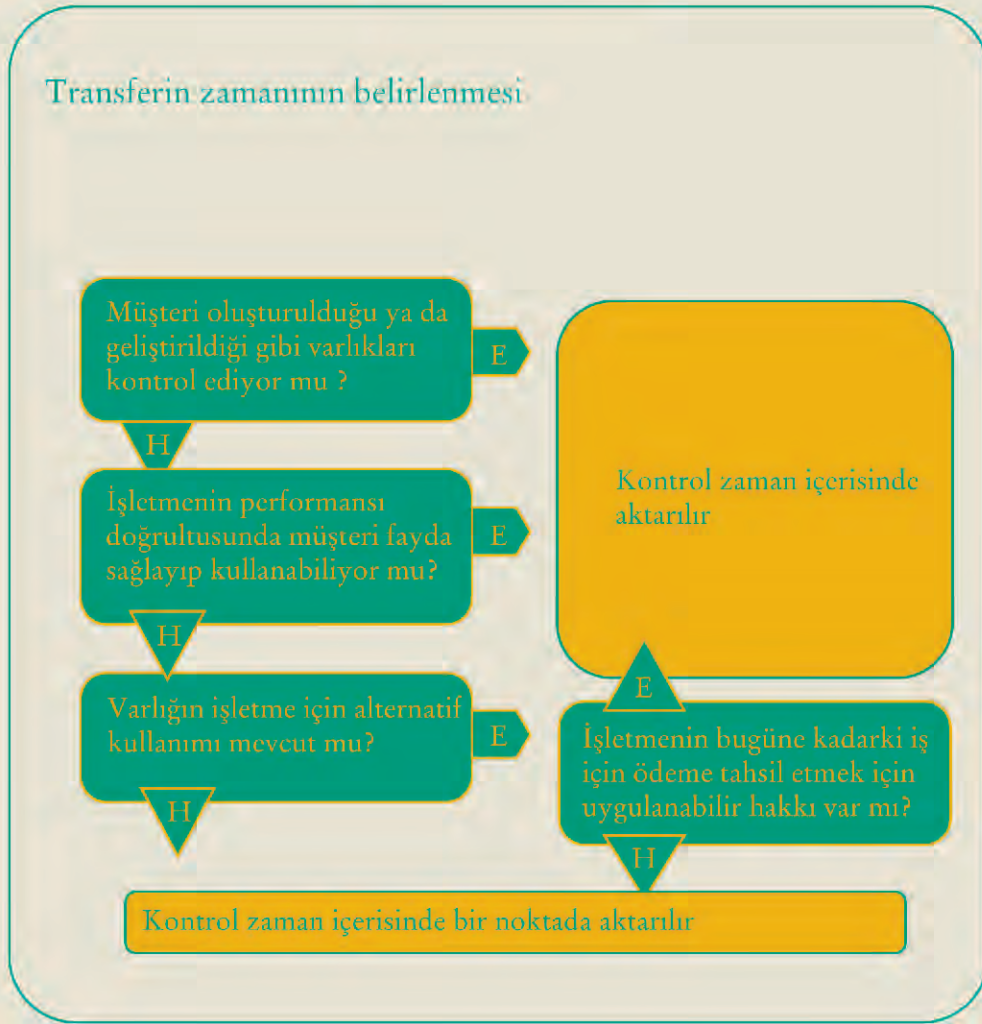 Transferin zamanının belirlenmesi
Müşteri oluşturulduğu ya da
geliştirildiği gibi varlıkları
kontrol ediyor mu ?
E
H
İşletmenin performansı
doğrultusunda müşteri fayda
sağlayıp kullanabiliyor mu?
E
H
Varlığın işletme için alternatif
kullanımı mevcut mu?
E
H
Kontrol zaman içerisinde
aktarılır
E
İşletmenin bugüne kadarki iş
için ödeme tahsil etmek için
uygulanabilir hakkı var mı?
H
Kontrol zaman içerisinde bir noktada aktarılır